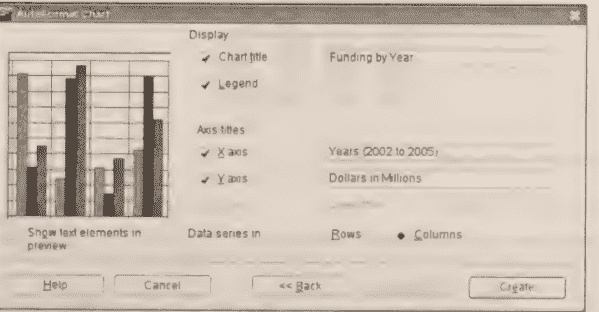 AutoFormat Chart
Display
Chart title Funding by Year
Legend
Axis titles
X axis Years (2002 to 2005)
Y axis Dollars in Millions
Show text elements in
preview
Data series in Rows Columns
Help Cancel << Back Create